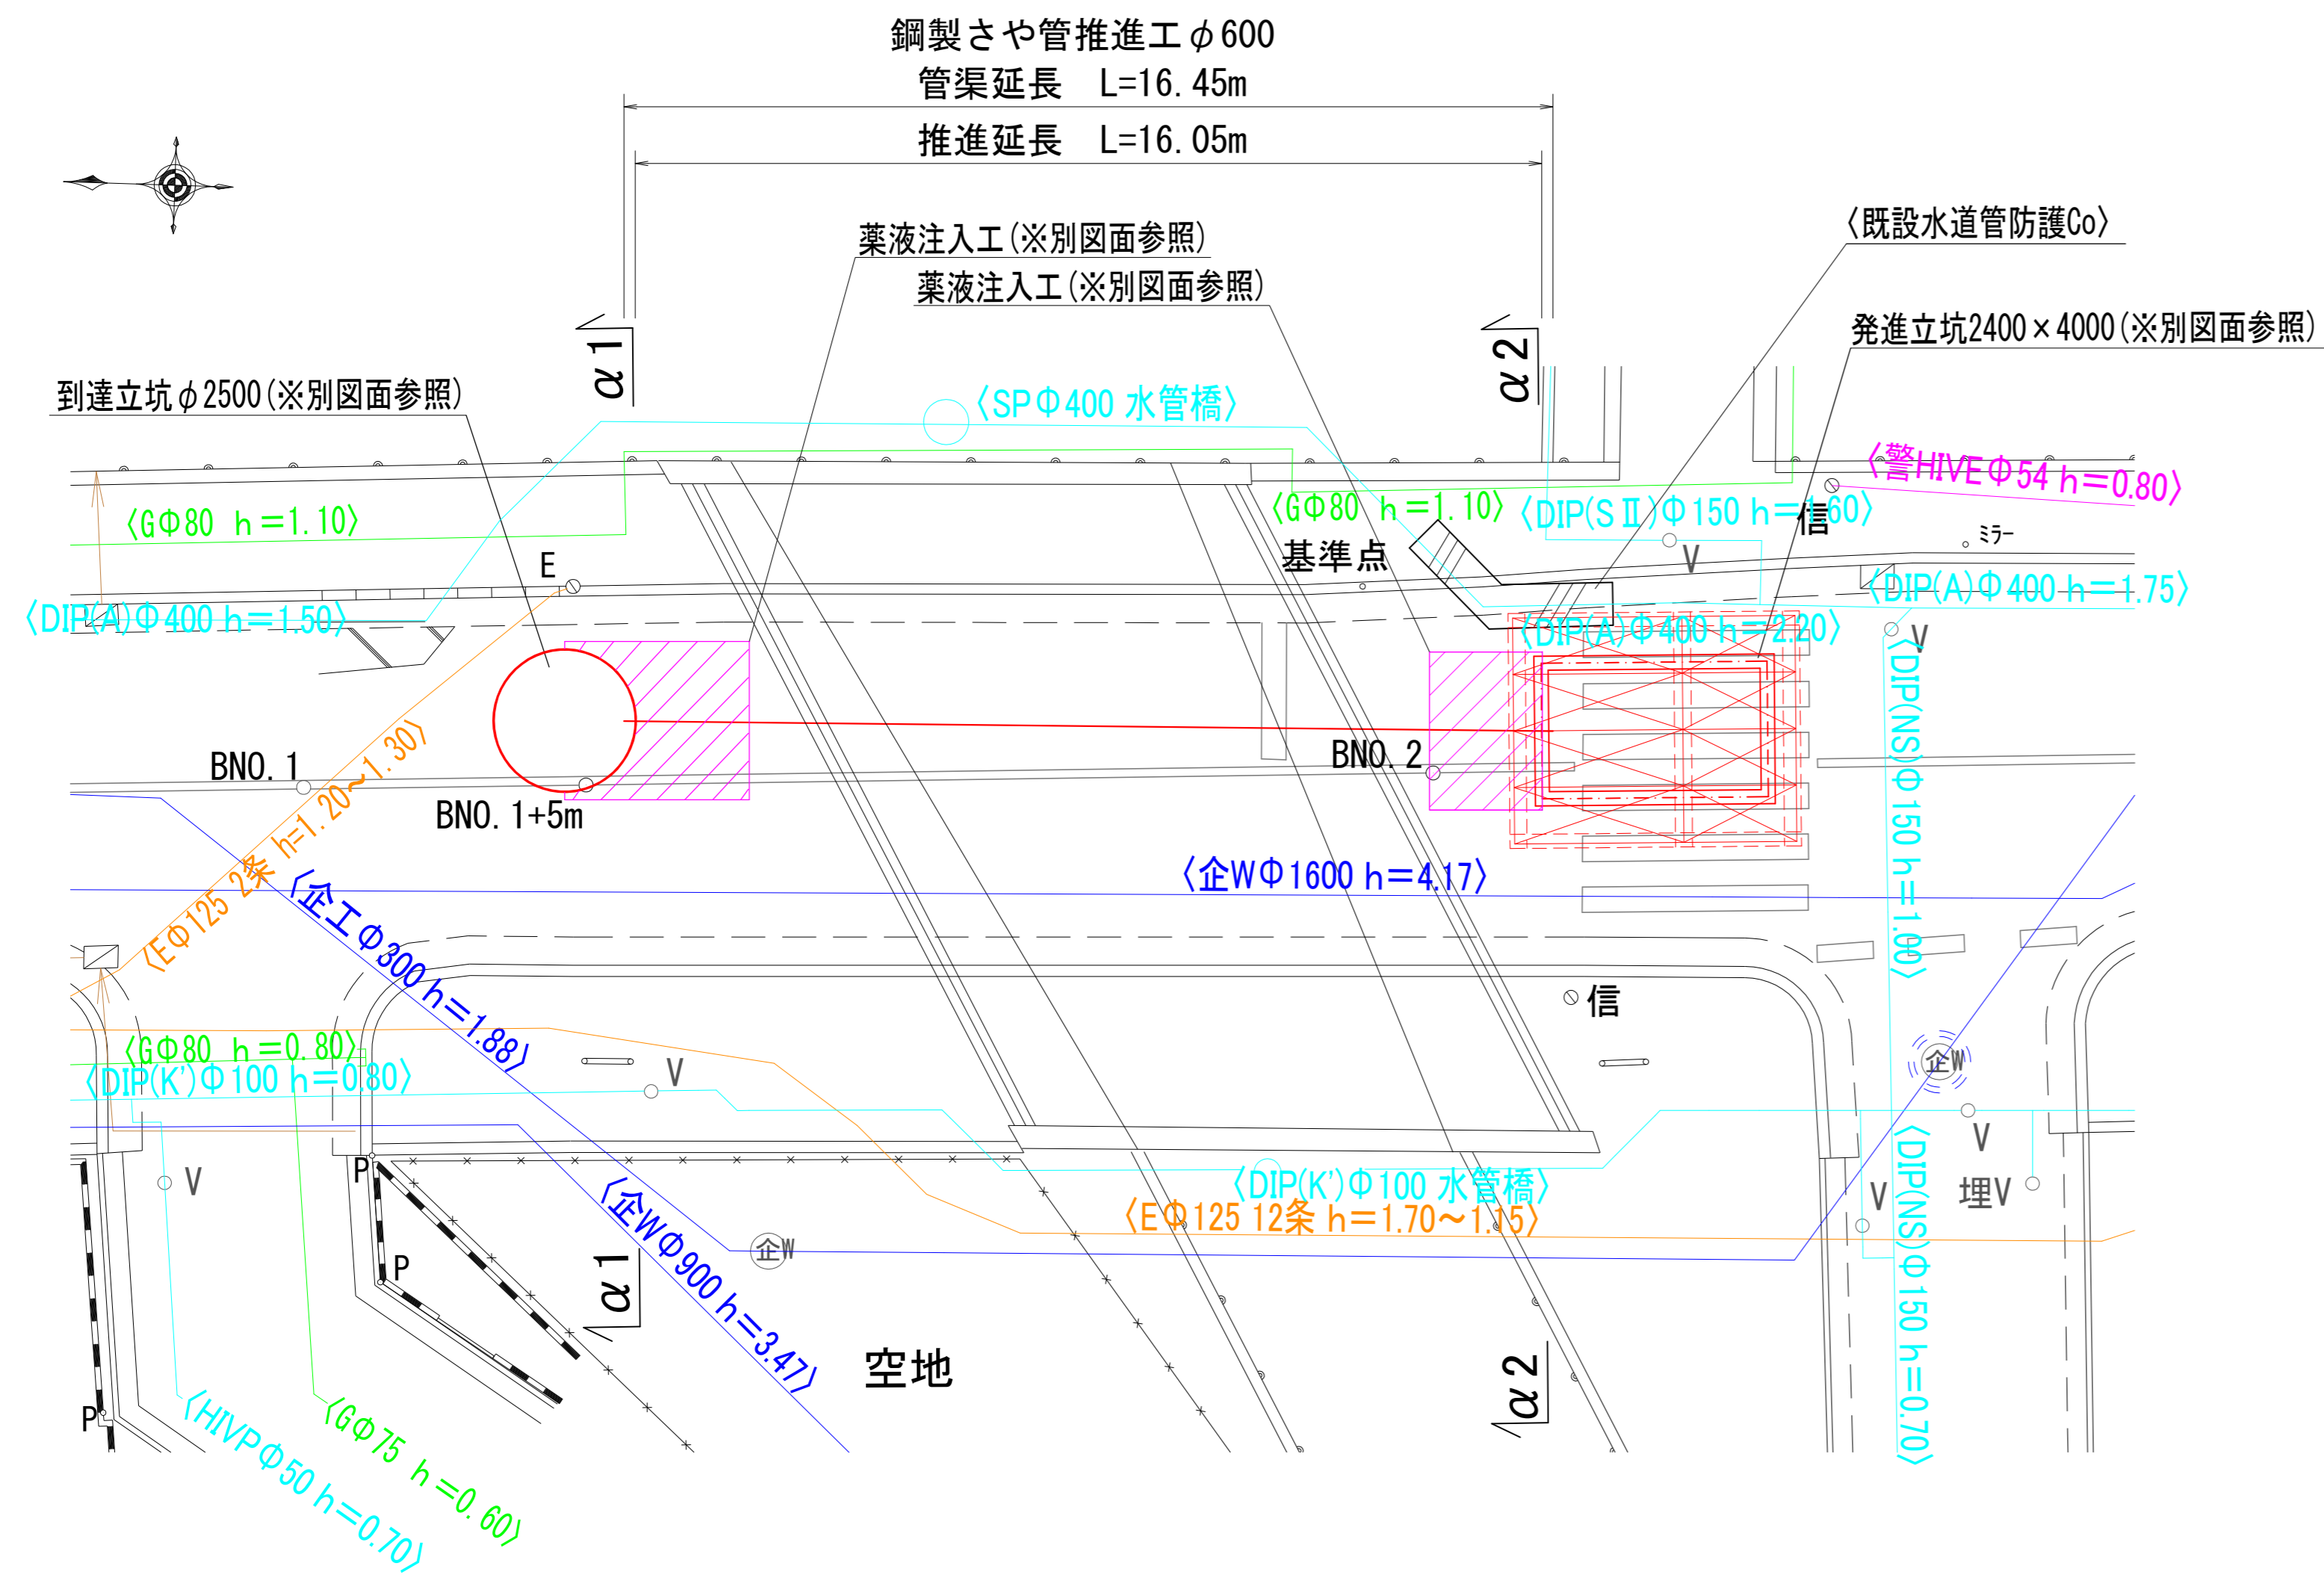 鋼製さや管推進工φ600
管渠延長 L=16.45m
推進延長 L=16.05m
薬液注入工(※別図面参照)
薬液注入工(※別図面参照)
〈既設水道管防護Co〉
発進立坑2400×4000(※別図面参照)
到達立坑φ2500(※別図面参照)
α1
α2
〈SPΦ400 水管橋〉
〈警HIVEΦ54 h=0.80〉
〈GΦ80 h=1.10〉
〈GΦ80 h=1.10〉
〈DIP(SⅡ)Φ150 h=1.60〉
信
ミラー
E
基準点
V
〈DIP(A)Φ400 h=1.50〉
〈DIP(A)Φ400 h=1.75〉
〈DIP(A)Φ400 h=2.20〉
V
〈DIP(NS)Φ150 h=1.00〉
BNO.1
BNO.2
BNO.1+5m
〈EΦ125 2条 h=1.20~1.30〉
〈企工Φ300 h=1.88〉
〈企WΦ1600 h=4.17〉
信
〈GΦ80 h=0.80〉
〈DIP(K')Φ100 h=0.80〉
V
企W
V
P
V
〈DIP(K')Φ100 水管橋〉
V
埋V
〈EΦ125 12条 h=1.70~1.15〉
〈企WΦ900 h=3.47〉
企W
P
α1
〈DIP(NS)Φ150 h=0.70〉
空地
α2
P
〈HIVPΦ50 h=0.70〉
〈GΦ75 h=0.60〉